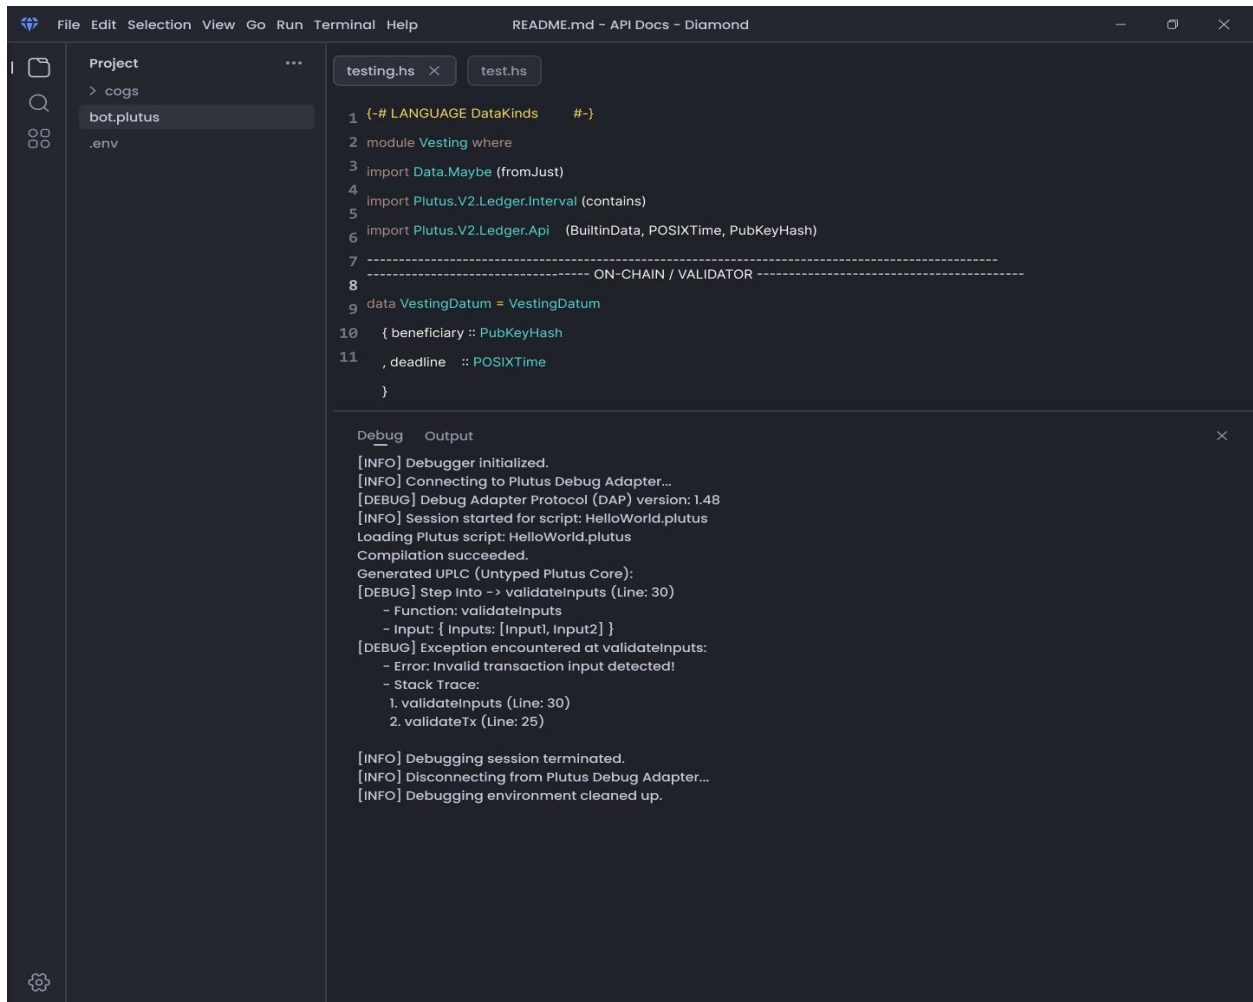 File Edit Selection View Go Run Terminal Help README.md - API Docs - Diamond
Project ...
> cogs
bot.plutus
.env
testing.hs × test.hs
1 {-# LANGUAGE DataKinds #-}
2 module Vesting where
3 import Data.Maybe (fromJust)
4 import Plutus.V2.Ledger.Interval (contains)
5
6 import Plutus.V2.Ledger.Api (BuiltinData, POSIXTime, PubKeyHash)
7 ---------------------------------------------------------------------------------------------------
8 ----------------------------------- ON-CHAIN / VALIDATOR ------------------------------------------
9 data VestingDatum = VestingDatum
10 { beneficiary :: PubKeyHash
11 , deadline :: POSIXTime
}
Debug Output ×
[INFO] Debugger initialized.
[INFO] Connecting to Plutus Debug Adapter...
[DEBUG] Debug Adapter Protocol (DAP) version: 1.48
[INFO] Session started for script: HelloWorld.plutus
Loading Plutus script: HelloWorld.plutus
Compilation succeeded.
Generated UPLC (Untyped Plutus Core):
[DEBUG] Step Into -> validateInputs (Line: 30)
- Function: validateInputs
- Input: { Inputs: [Input1, Input2] }
[DEBUG] Exception encountered at validateInputs:
- Error: Invalid transaction input detected!
- Stack Trace:
1. validateInputs (Line: 30)
2. validateTx (Line: 25)
[INFO] Debugging session terminated.
[INFO] Disconnecting from Plutus Debug Adapter...
[INFO] Debugging environment cleaned up.